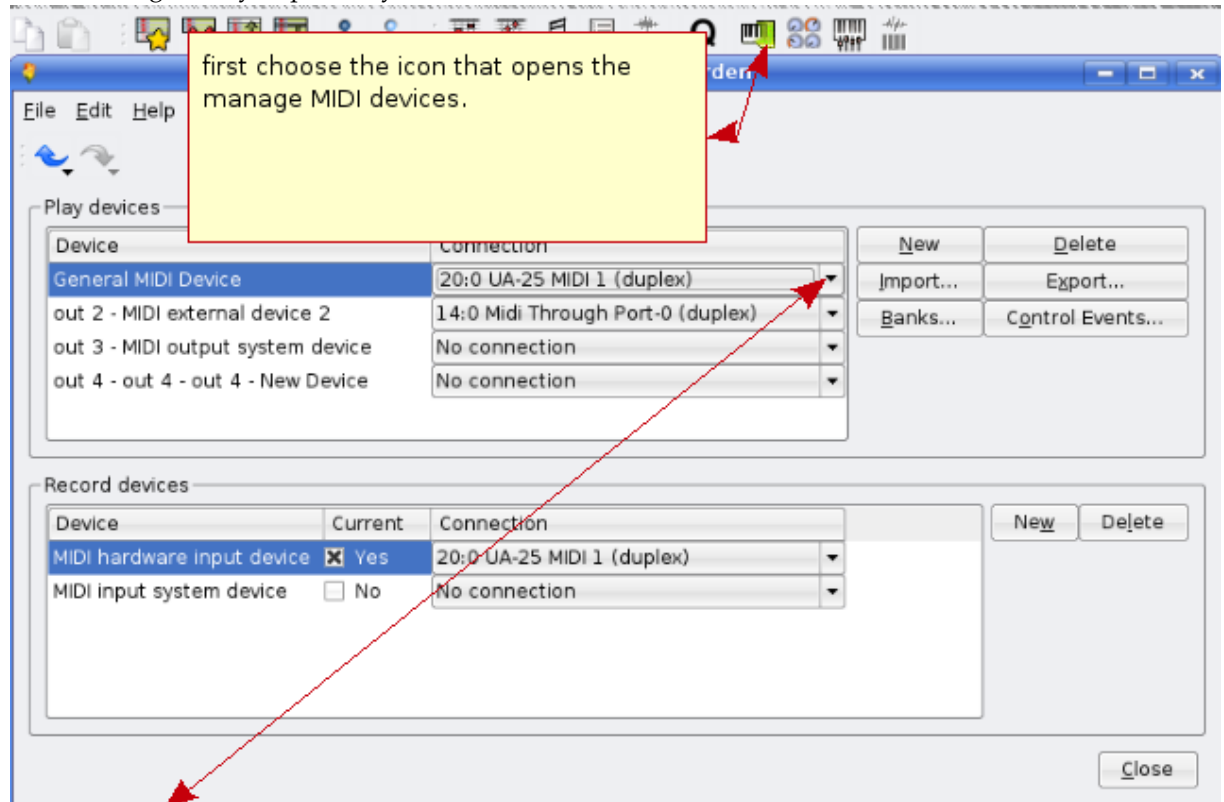 first choose the icon that opens the
manage MIDI devices.
File Edit Help
Play devices
Device Connection
General MIDI Device 20:0 UA-25 MIDI 1 (duplex)
out 2 - MIDI external device 2 14:0 Midi Through Port-0 (duplex)
out 3 - MIDI output system device No connection
out 4 - out 4 - out 4 - New Device No connection
New Delete
Import... Export...
Banks... Control Events...
Record devices
Device Current Connection
MIDI hardware input device Yes 20:0 UA-25 MIDI 1 (duplex)
MIDI input system device No No connection
New Delete
Close